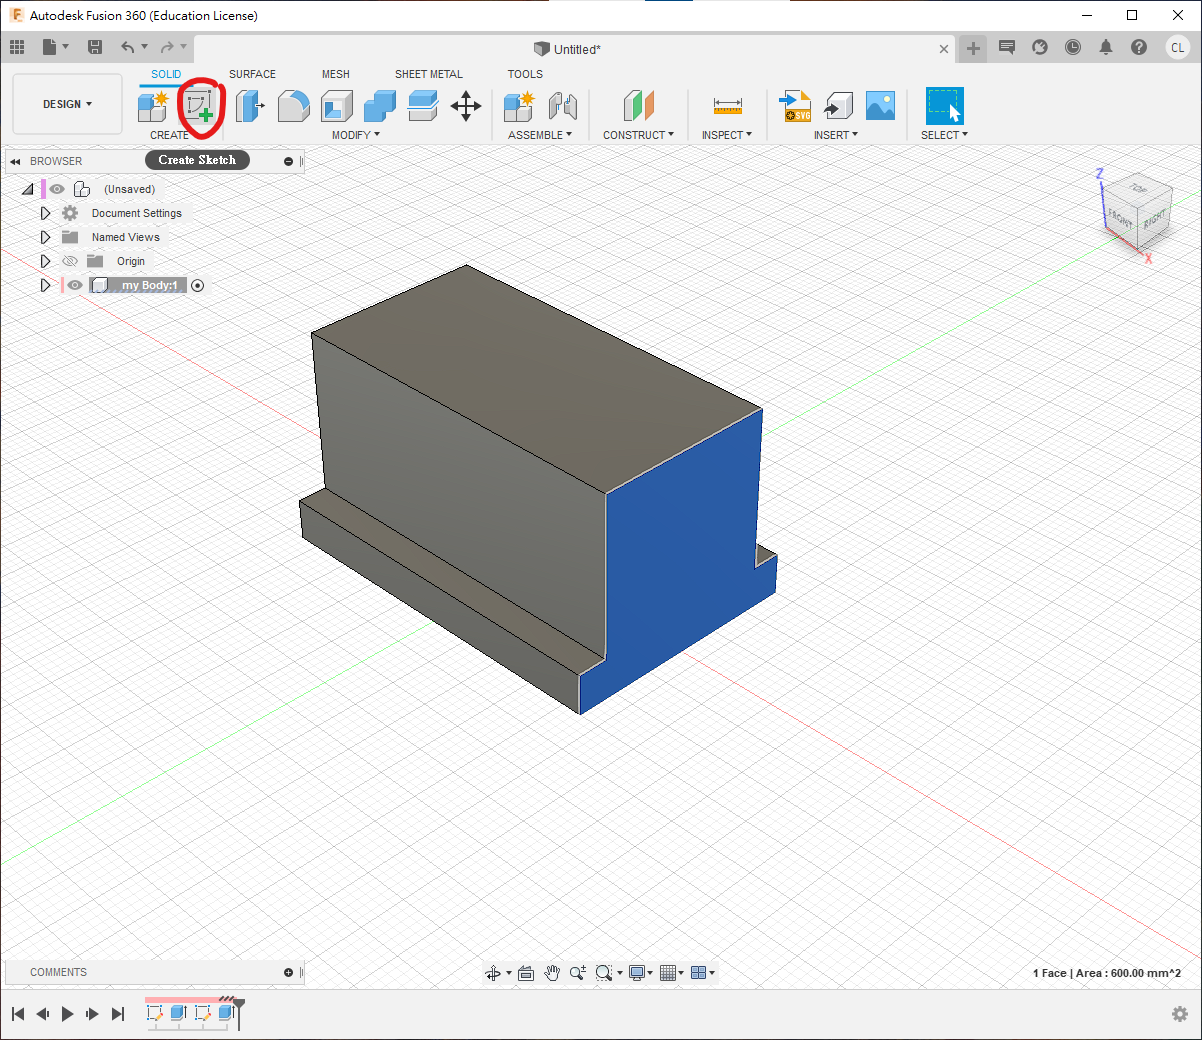 Autodesk Fusion 360 (Education License)
Untitled*
CL
DESIGN
SOLID
SURFACE
MESH
SHEET METAL
TOOLS
CREATE
MODIFY
ASSEMBLE
CONSTRUCT
INSPECT
SVG
INSERT
SELECT
BROWSER
Create Sketch
(Unsaved)
Document Settings
Named Views
Origin
my Body:1
Z
TOP
FRONT
RIGHT
X
COMMENTS
1 Face | Area : 600.00 mm^2